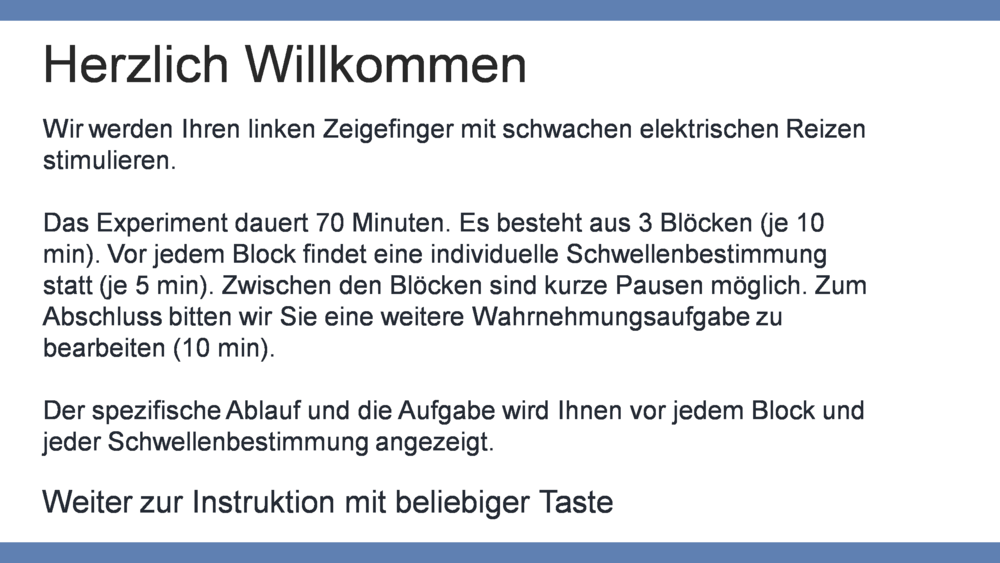 Herzlich Willkommen
Wir werden Ihren linken Zeigefinger mit schwachen elektrischen Reizen
stimulieren.
Das Experiment dauert 70 Minuten. Es besteht aus 3 Blöcken (je 10
min). Vor jedem Block findet eine individuelle Schwellenbestimmung
statt (je 5 min). Zwischen den Blöcken sind kurze Pausen möglich. Zum
Abschluss bitten wir Sie eine weitere Wahrnehmungsaufgabe zu
bearbeiten (10 min).
Der spezifische Ablauf und die Aufgabe wird Ihnen vor jedem Block und
jeder Schwellenbestimmung angezeigt.
Weiter zur Instruktion mit beliebiger Taste